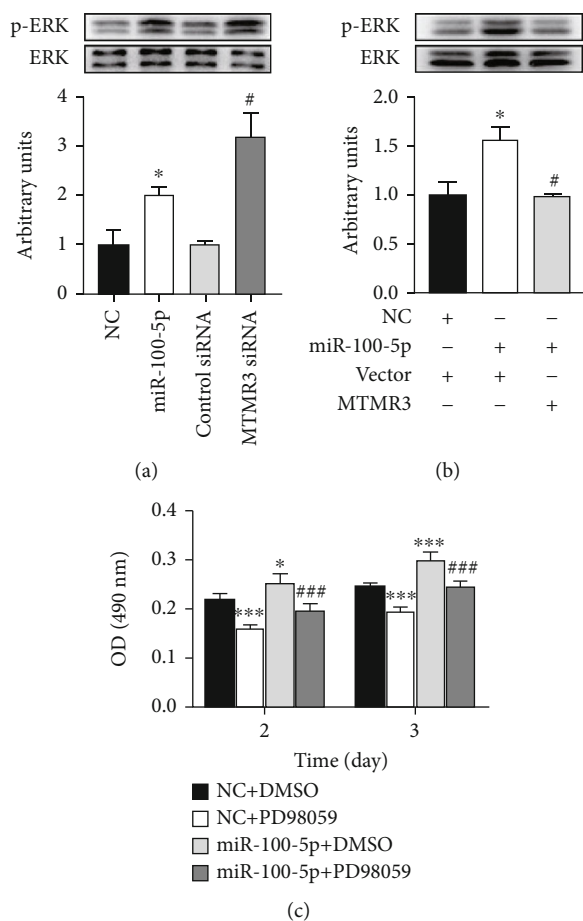 p-ERK
ERK
Arbitrary units
4
3
2
1
0
*
#
NC
miR-100-5p
Control siRNA
MTMR3 siRNA
(a)
p-ERK
ERK
Arbitrary units
2.0
1.5
1.0
0.5
0.0
*
#
NC + − −
miR-100-5p − + +
Vector + + −
MTMR3 − − +
(b)
OD (490 nm)
0.4
0.3
0.2
0.1
0.0
***
*
###
***
***
###
2 3
Time (day)
NC+DMSO
NC+PD98059
miR-100-5p+DMSO
miR-100-5p+PD98059
(c)